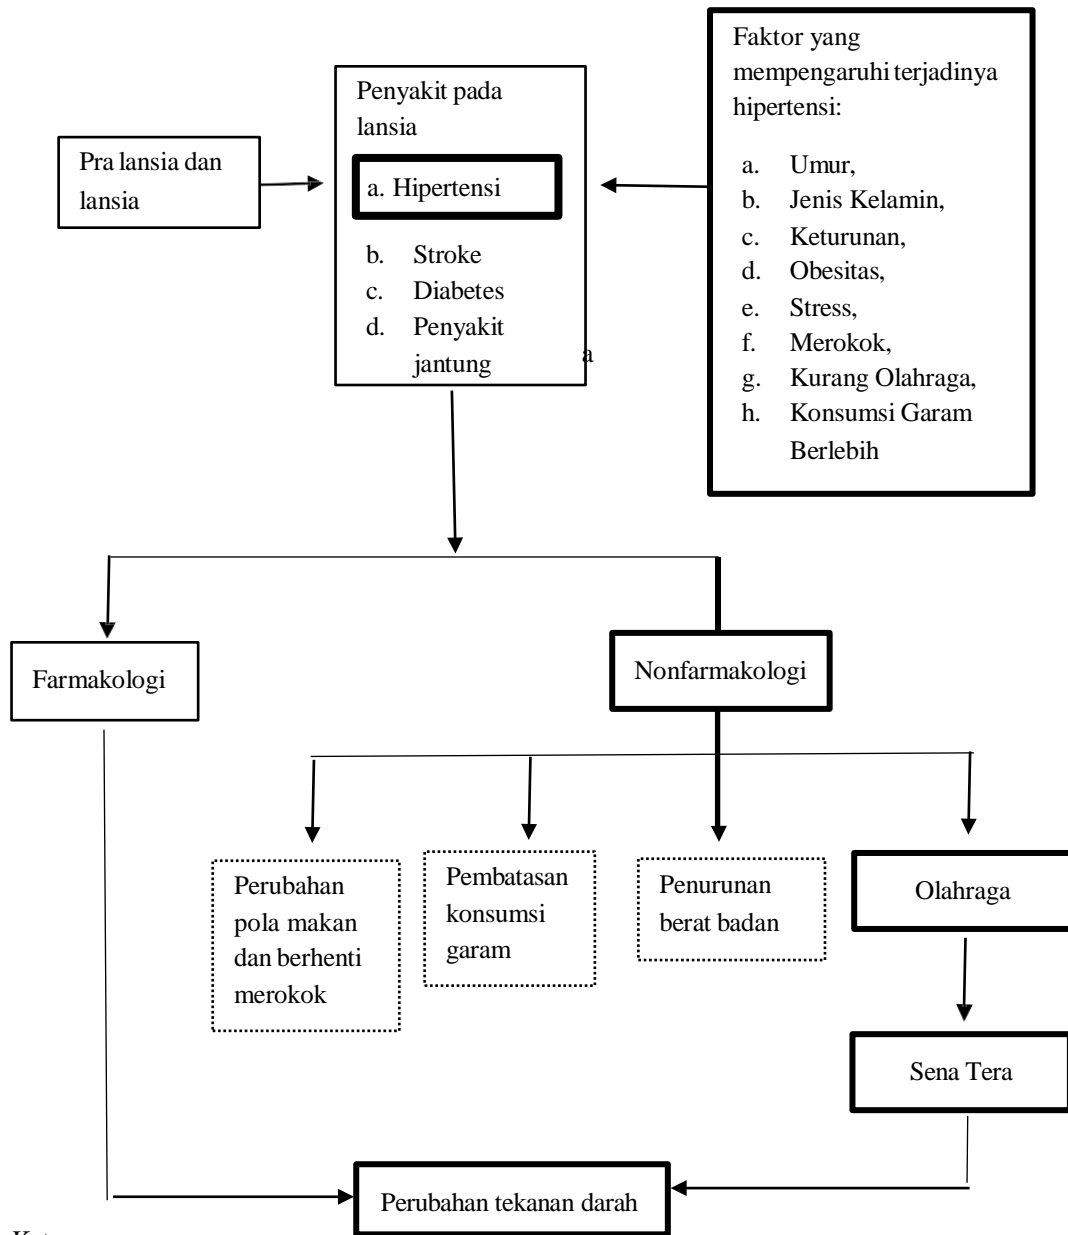 Pra lansia dan
lansia
Penyakit pada
lansia
a. Hipertensi
b. Stroke
c. Diabetes
d. Penyakit
jantung
a
Faktor yang
mempengaruhi terjadinya
hipertensi:
a. Umur,
b. Jenis Kelamin,
c. Keturunan,
d. Obesitas,
e. Stress,
f. Merokok,
g. Kurang Olahraga,
h. Konsumsi Garam
Berlebih
Farmakologi
Nonfarmakologi
Perubahan
pola makan
dan berhenti
merokok
Pembatasan
konsumsi
garam
Penurunan
berat badan
Olahraga
Sena Tera
Perubahan tekanan darah